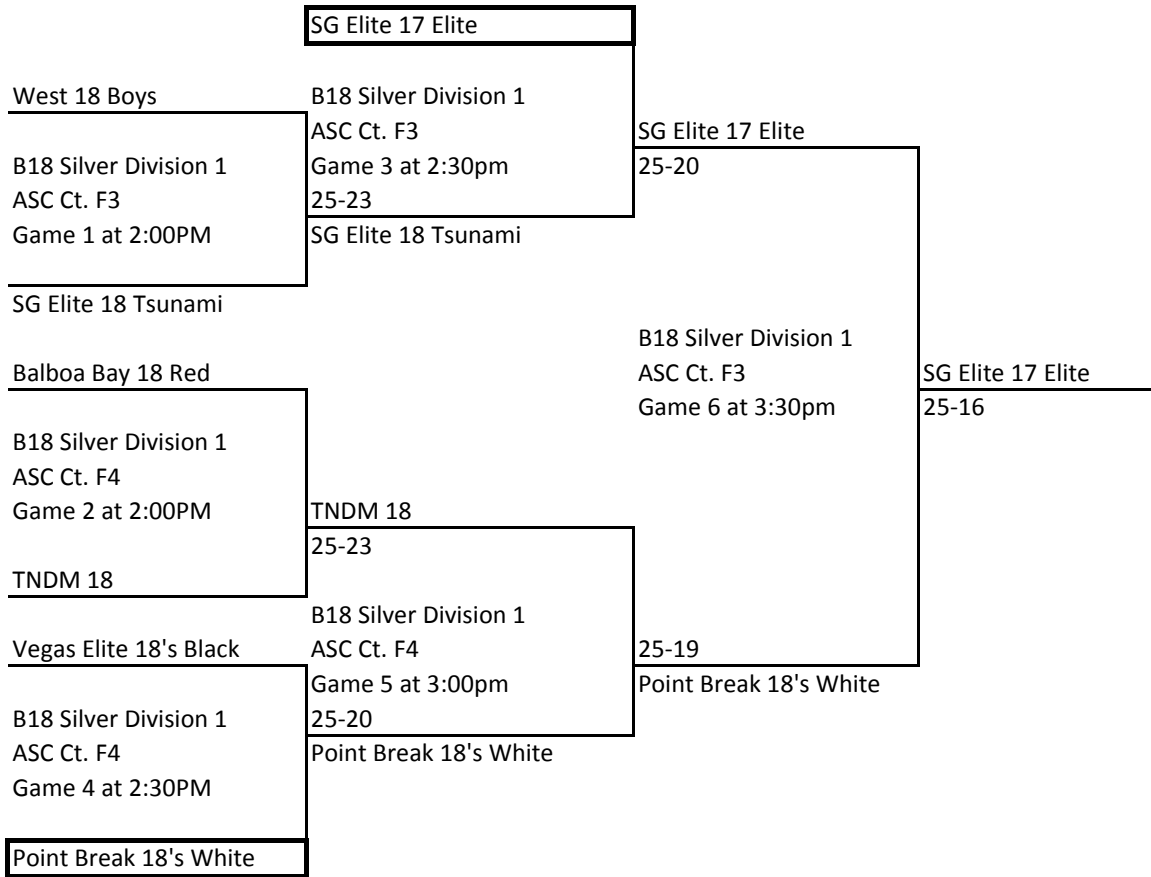 SG Elite 17 Elite
West 18 Boys
B18 Silver Division 1
ASC Ct. F3
SG Elite 17 Elite
B18 Silver Division 1
Game 3 at 2:30pm
25-20
ASC Ct. F3
25-23
Game 1 at 2:00PM
SG Elite 18 Tsunami
SG Elite 18 Tsunami
B18 Silver Division 1
Balboa Bay 18 Red
ASC Ct. F3
SG Elite 17 Elite
Game 6 at 3:30pm
25-16
B18 Silver Division 1
ASC Ct. F4
Game 2 at 2:00PM
TNDM 18
25-23
TNDM 18
B18 Silver Division 1
Vegas Elite 18's Black
ASC Ct. F4
25-19
Game 5 at 3:00pm
Point Break 18's White
B18 Silver Division 1
25-20
ASC Ct. F4
Point Break 18's White
Game 4 at 2:30PM
Point Break 18's White